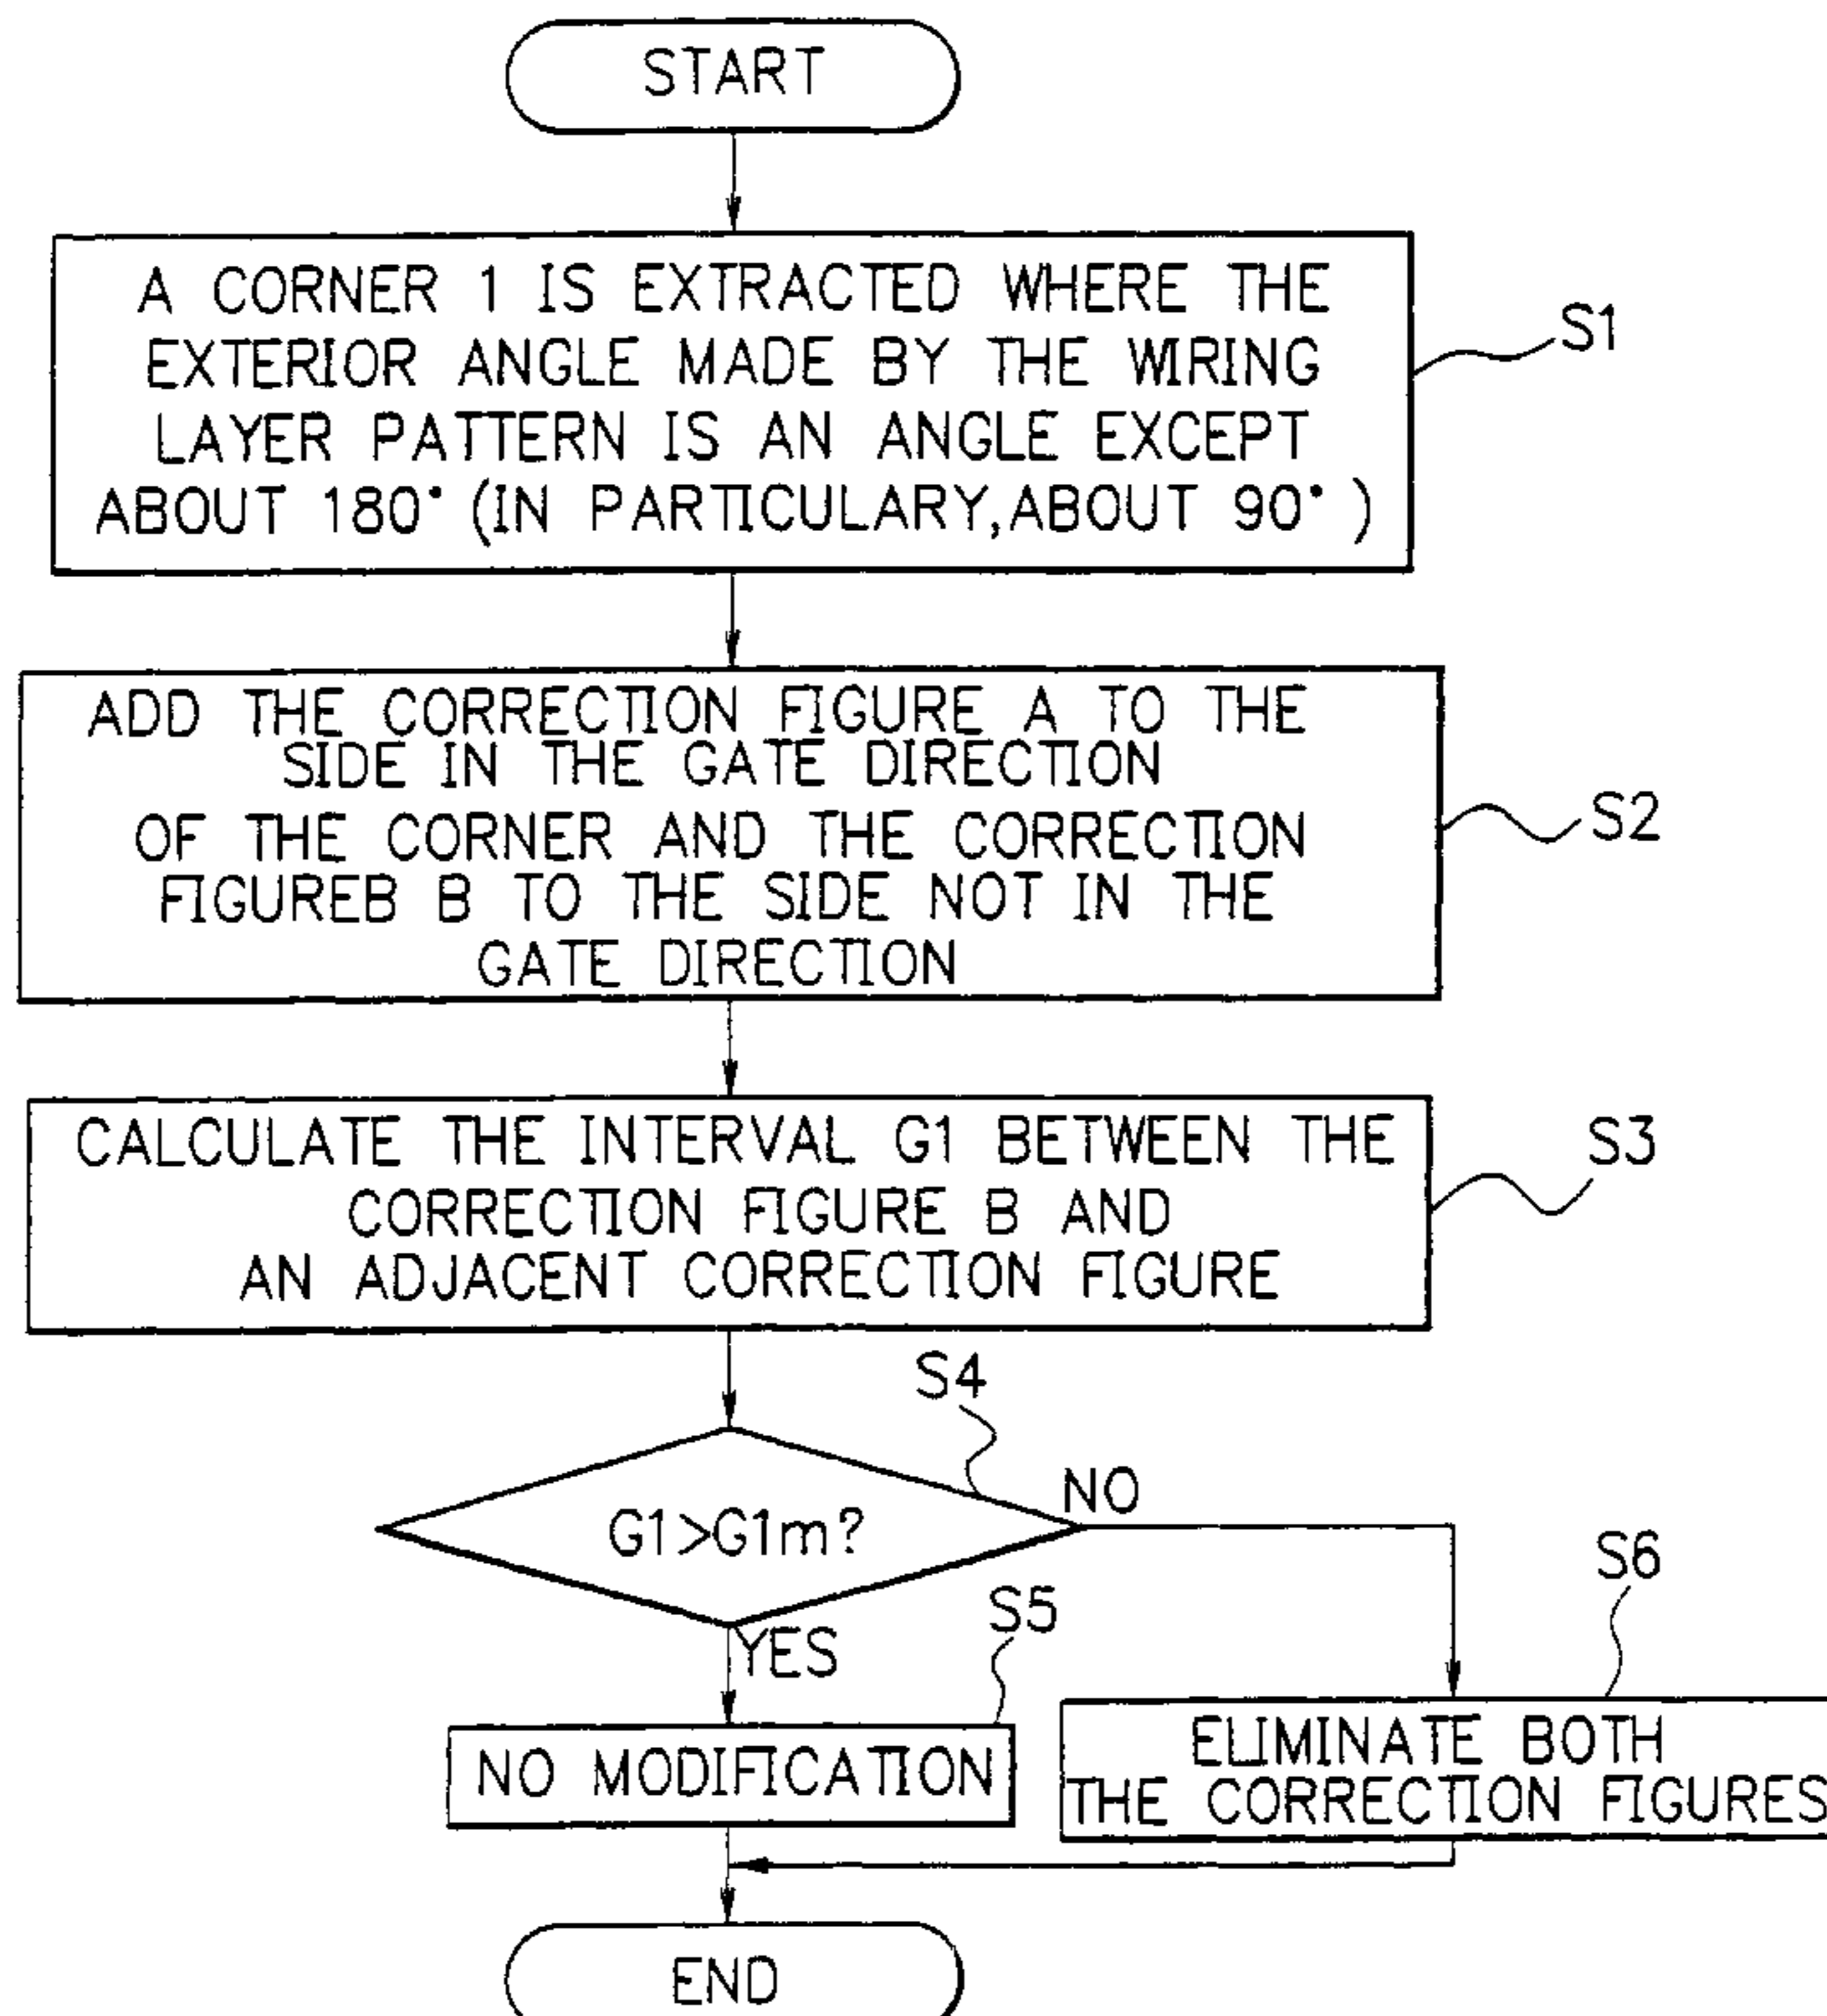 START
A CORNER 1 IS EXTRACTED WHERE THE
EXTERIOR ANGLE MADE BY THE WIRING
LAYER PATTERN IS AN ANGLE EXCEPT
ABOUT 180° (IN PARTICULARY, ABOUT 90° )
S1
ADD THE CORRECTION FIGURE A TO THE
SIDE IN THE GATE DIRECTION
OF THE CORNER AND THE CORRECTION
FIGUREB B TO THE SIDE NOT IN THE
GATE DIRECTION
S2
CALCULATE THE INTERVAL G1 BETWEEN THE
CORRECTION FIGURE B AND
AN ADJACENT CORRECTION FIGURE
S3
S4
G1>G1m?
NO
YES
S5
NO MODIFICATION
S6
ELIMINATE BOTH
THE CORRECTION FIGURES
END